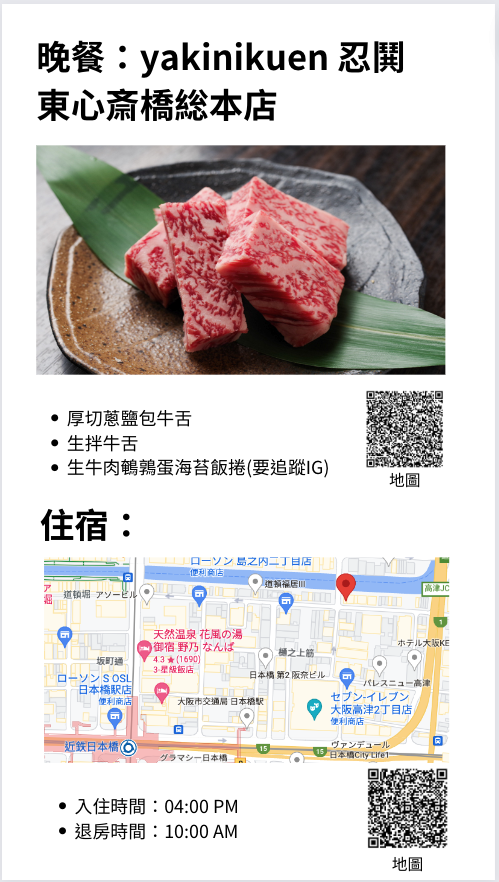 晚餐：yakinikuen 忍鬨
東心斎橋総本店
• 厚切蔥鹽包牛舌
• 生拌牛舌
• 生牛肉鵪鶉蛋海苔飯捲(要追蹤IG)
地圖
住宿：
ローソン 島之内二丁目店
便利商店
道頓堀
アソービル
道頓福居III
高津JC
天然温泉 花風の湯
御宿 野乃 なんば
4.3★(1690)
3-星級飯店
樋之上筋
ホテル大阪KE
坂町通
日本橋 第2 阪奈ビル
パレスニュー高津
ローソン S OSL
日本橋駅店
便利商店
大阪市交通局 日本橋駅
セブン-イレブン
大阪高津2丁目店
便利商店
近鉄日本橋
15
15
1
グラマシー日本橋
ヴァンデュール
日本橋City Life1
• 入住時間：04:00 PM
• 退房時間：10:00 AM
地圖